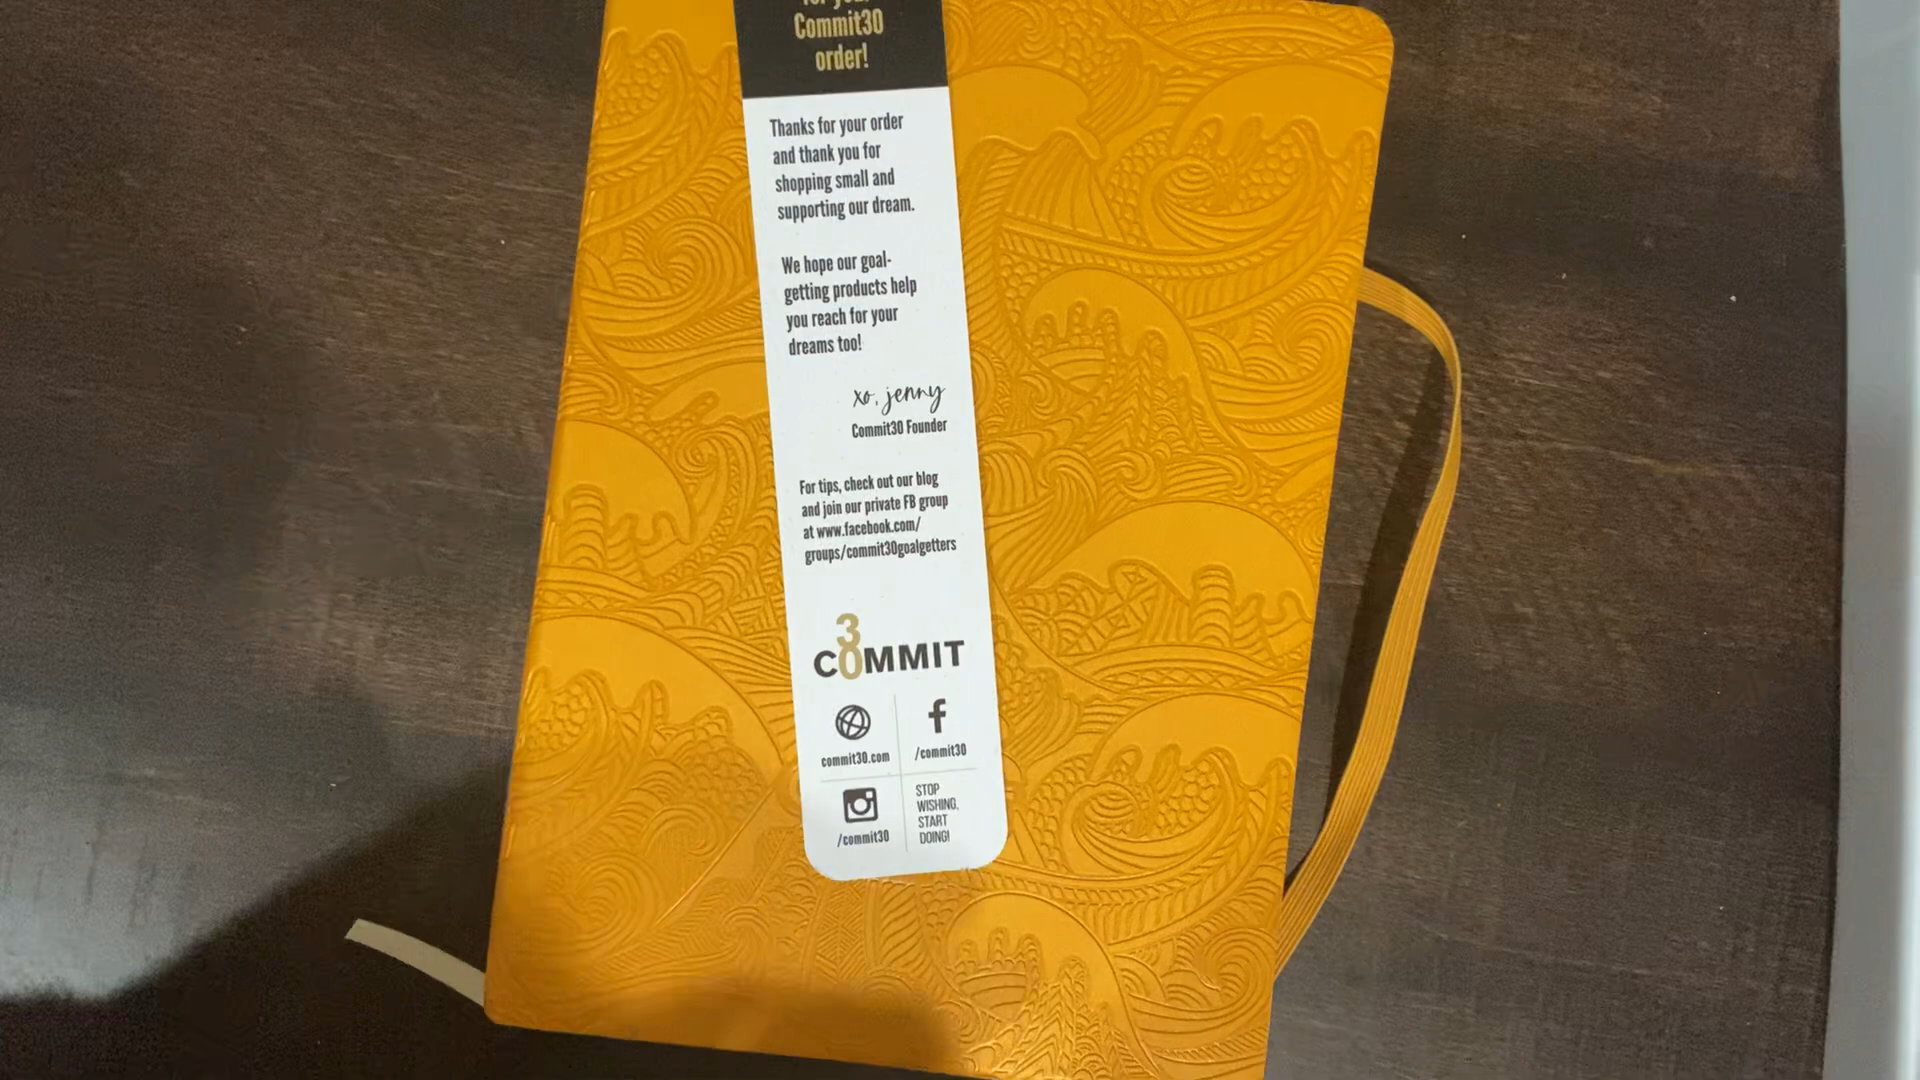 for your
Commit30
order!
Thanks for your order
and thank you for
shopping small and
supporting our dream.
We hope our goal-
getting products help
you reach for your
dreams too!
xo, jenny
Commit30 Founder
For tips, check out our blog
and join our private FB group
at www.facebook.com/
groups/commit30goalgetters
30
COMMIT
commit30.com
/commit30
/commit30
STOP
WISHING,
START
DOING!